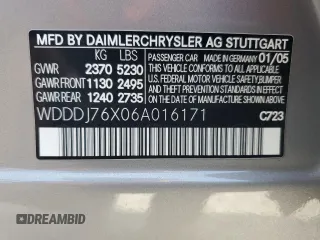 MFD BY DAIMLERCHRYSLER AG STUTTGART
KG LBS
PASSENGER CAR 01/05
GVWR 2370 5230
MADE IN GERMANY
GAWR FRONT 1130 2495
GAWR REAR 1240 2735
THIS VEHICLE CONFORMS TO ALL APPLICABLE
U.S. FEDERAL MOTOR VEHICLE SAFETY, BUMPER,
AND THEFT PREVENTION STANDARDS IN EFFECT
ON THE DATE OF MANUFACTURE SHOWN ABOVE
WDDDJ76X06A016171
C723
DREAMBID